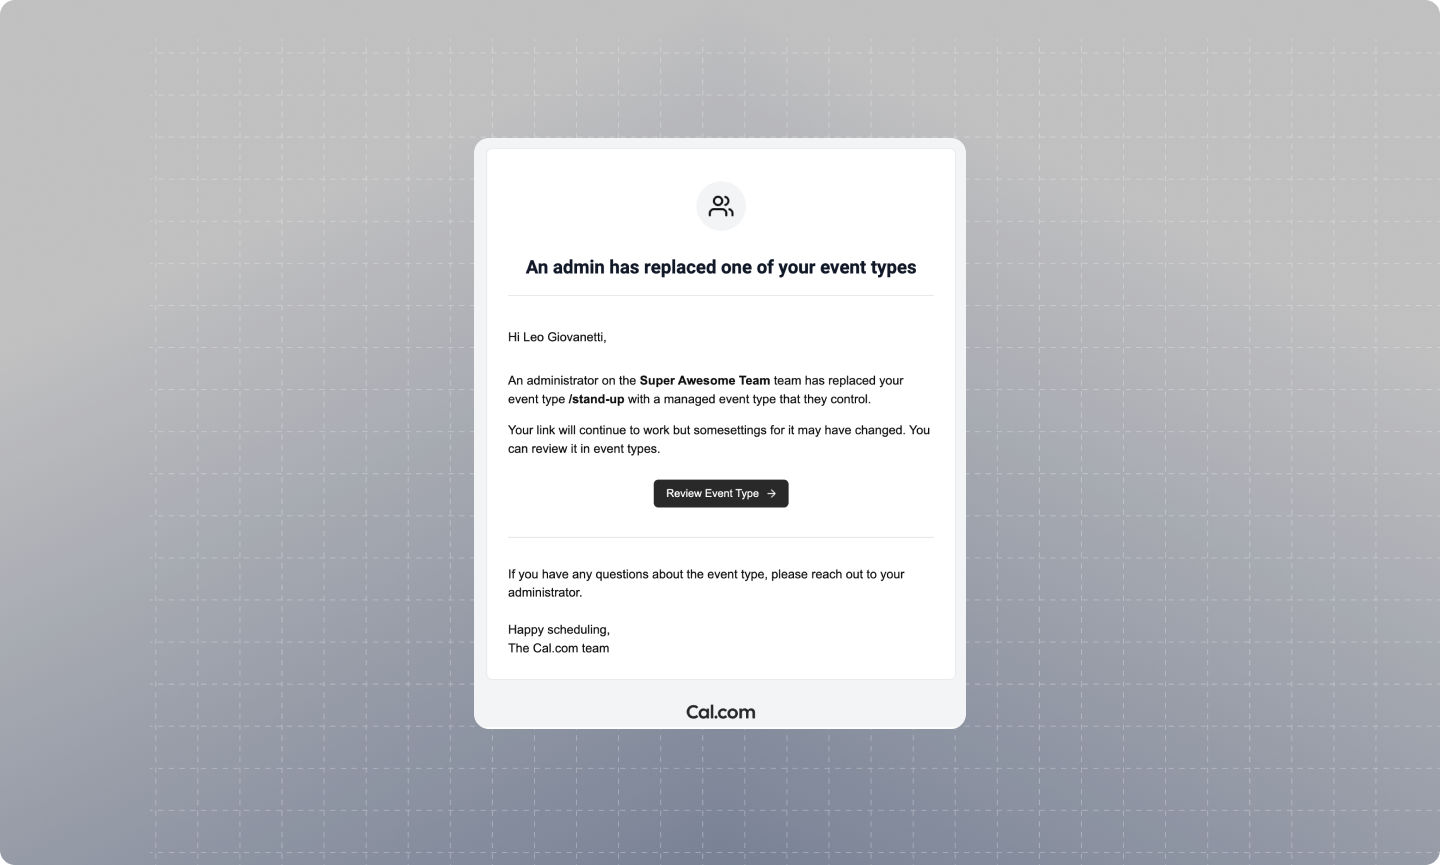 An admin has replaced one of your event types
Hi Leo Giovanetti,
An administrator on the Super Awesome Team team has replaced your
event type /stand-up with a managed event type that they control.
Your link will continue to work but somesettings for it may have changed. You
can review it in event types.
Review Event Type
If you have any questions about the event type, please reach out to your
administrator.
Happy scheduling,
The Cal.com team
Cal.com